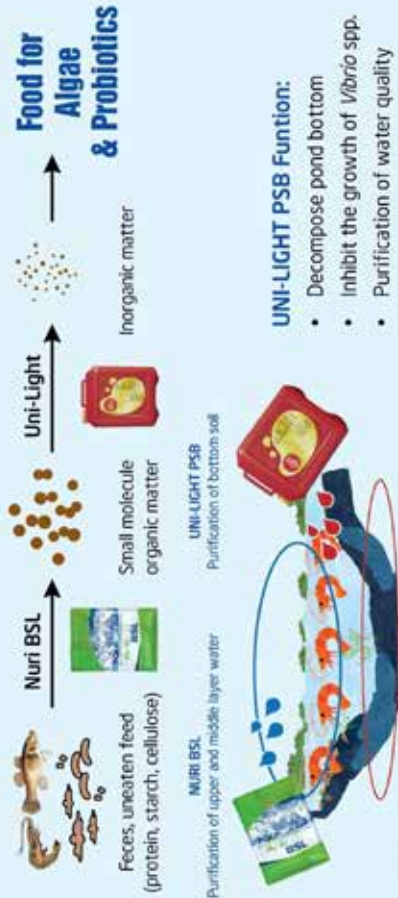 Nuri BSL
Uni-Light
Food for
Algae
& Probiotics
Feces, uneaten feed
(protein, starch, cellulose)
Small molecule
organic matter
Inorganic matter
NURI BSL
Purification of upper and middle layer water
UNI-LIGHT PSB
Purification of bottom soil
UNI-LIGHT PSB Funtion:
• Decompose pond bottom
• Inhibit the growth of Vibrio spp.
• Purification of water quality